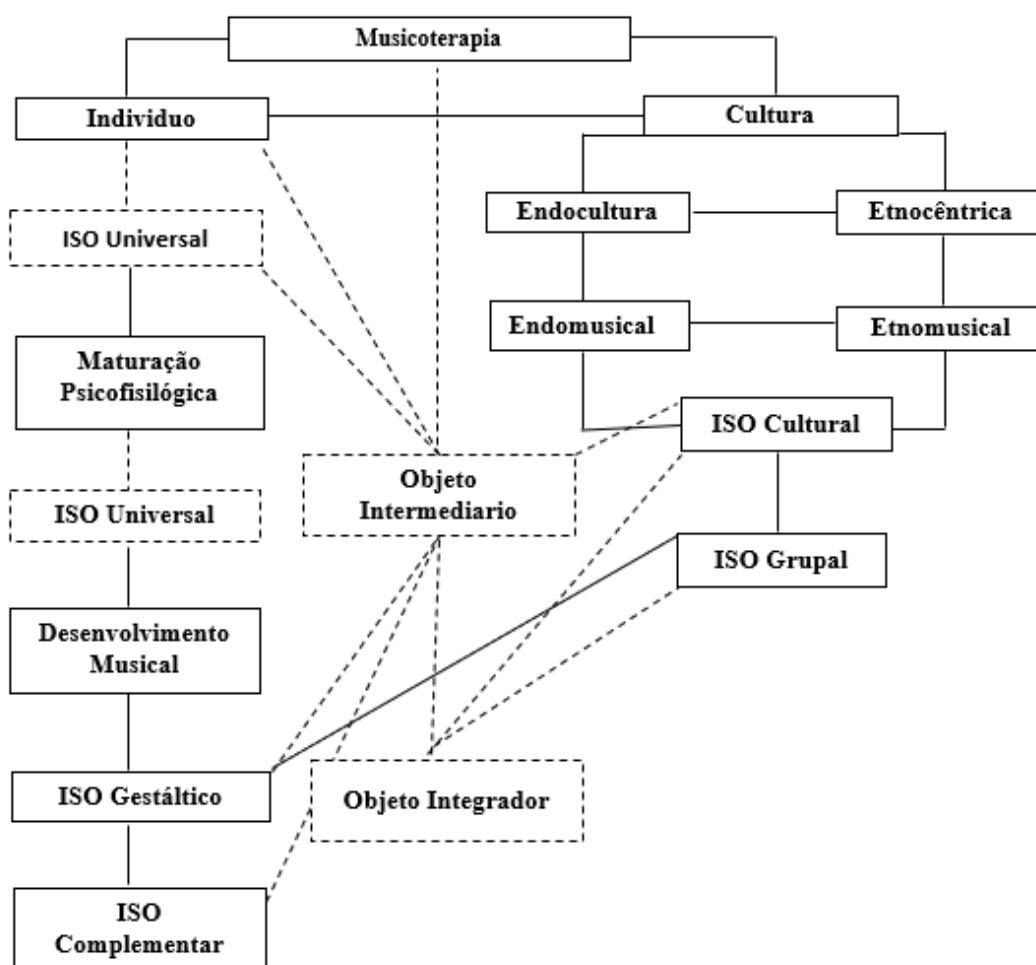 Musicoterapia
Individuo
Cultura
Endocultura
Etnocêntrica
ISO Universal
Endomusical
Etnomusical
Maturação
Psicofisilógica
ISO Cultural
Objeto
Intermediario
ISO Universal
ISO Grupal
Desenvolvimento
Musical
ISO Gestáltico
Objeto Integrador
ISO
Complementar